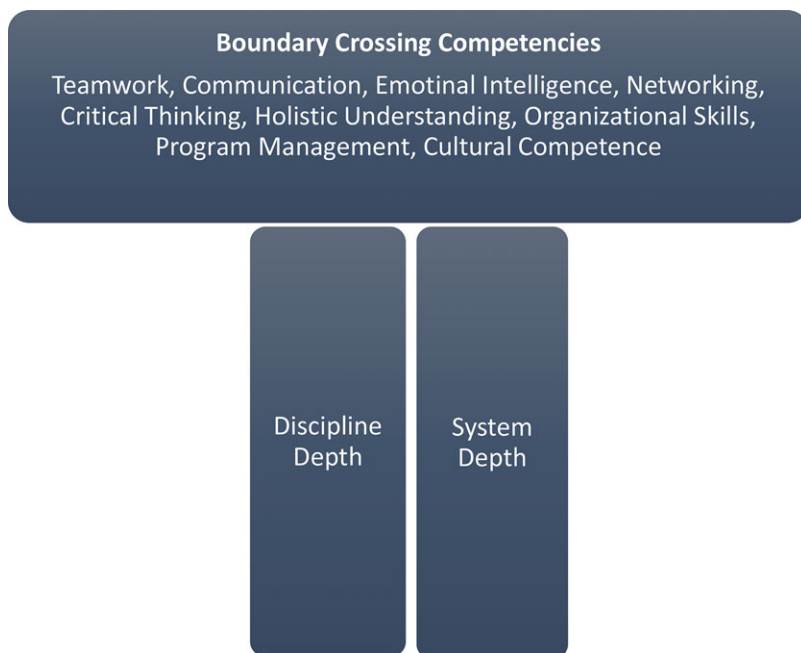 Boundary Crossing Competencies
Teamwork, Communication, Emotinal Intelligence, Networking,
Critical Thinking, Holistic Understanding, Organizational Skills,
Program Management, Cultural Competence
Discipline
Depth
System
Depth